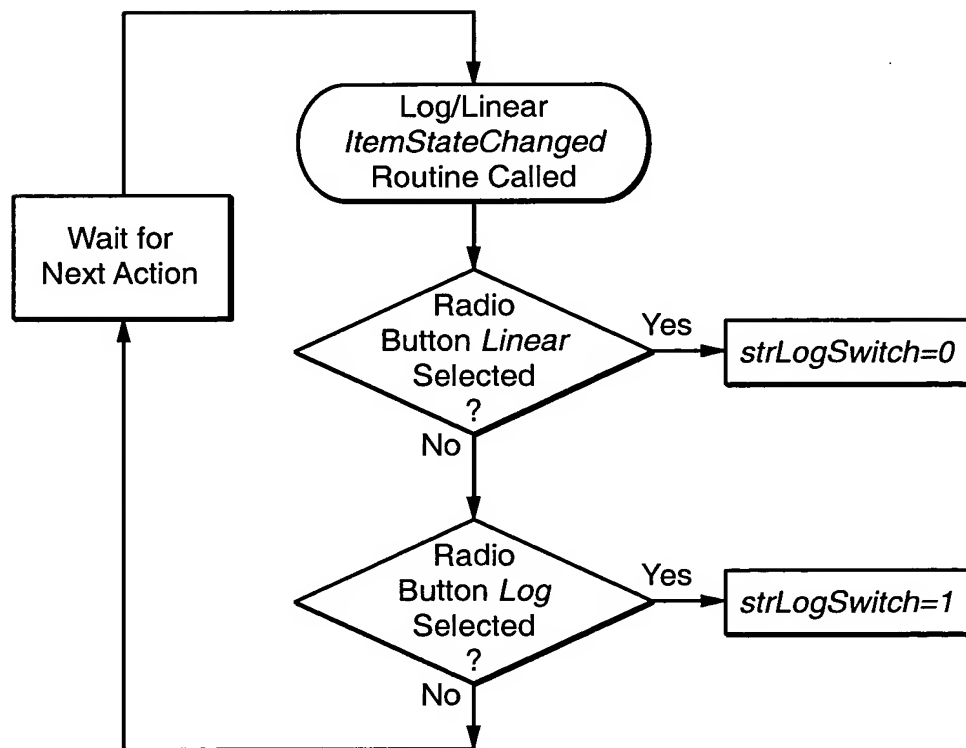 Log/Linear
ItemStateChanged
Routine Called
Wait for
Next Action
Radio
Button Linear
Selected
?
Yes
strLogSwitch=0
No
Radio
Button Log
Selected
?
Yes
strLogSwitch=1
No